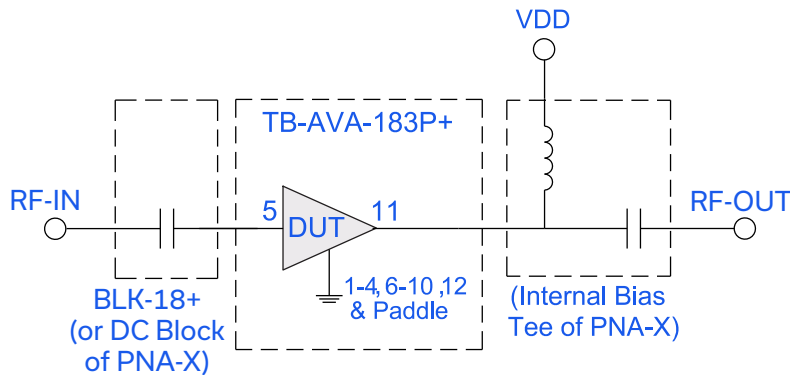 VDD
TB-AVA-183P+
RF-IN
5
DUT
11
RF-OUT
1-4, 6-10 ,12
& Paddle
BLK-18+
(or DC Block
of PNA-X)
(Internal Bias
Tee of PNA-X)